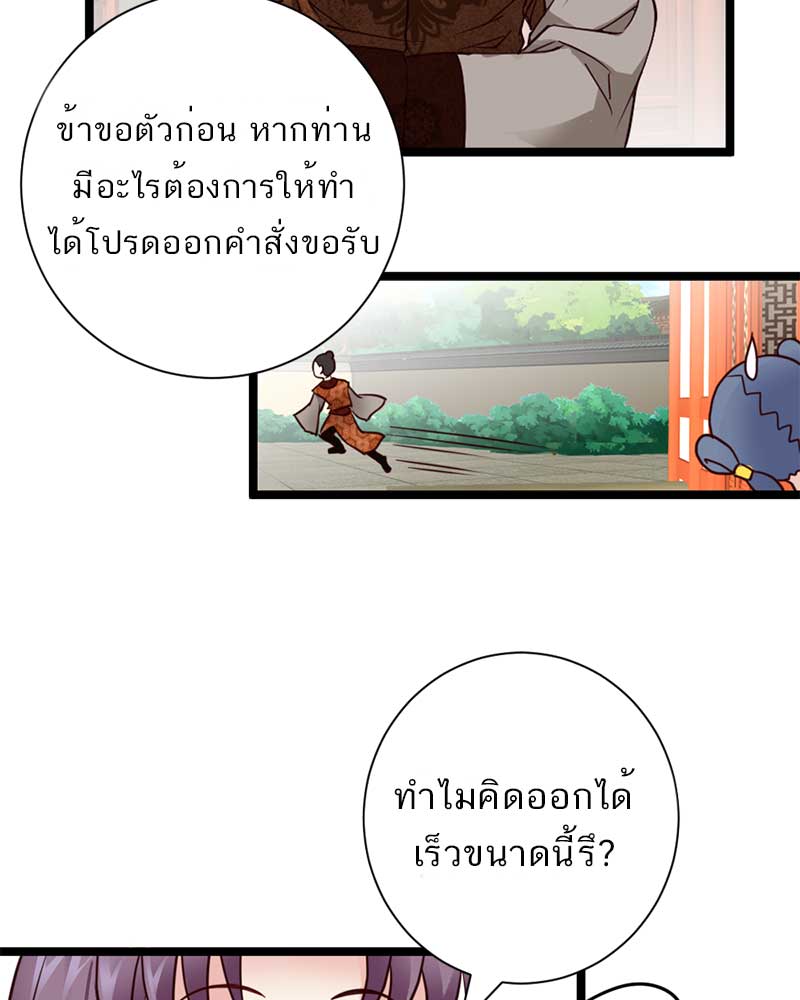 ข้าขอตัวก่อน หากท่าน
มีอะไรต้องการให้ทำ
ได้โปรดออกคำสั่งขอรับ
ทำไมคิดออกได้
เร็วขนาดนี้รึ?